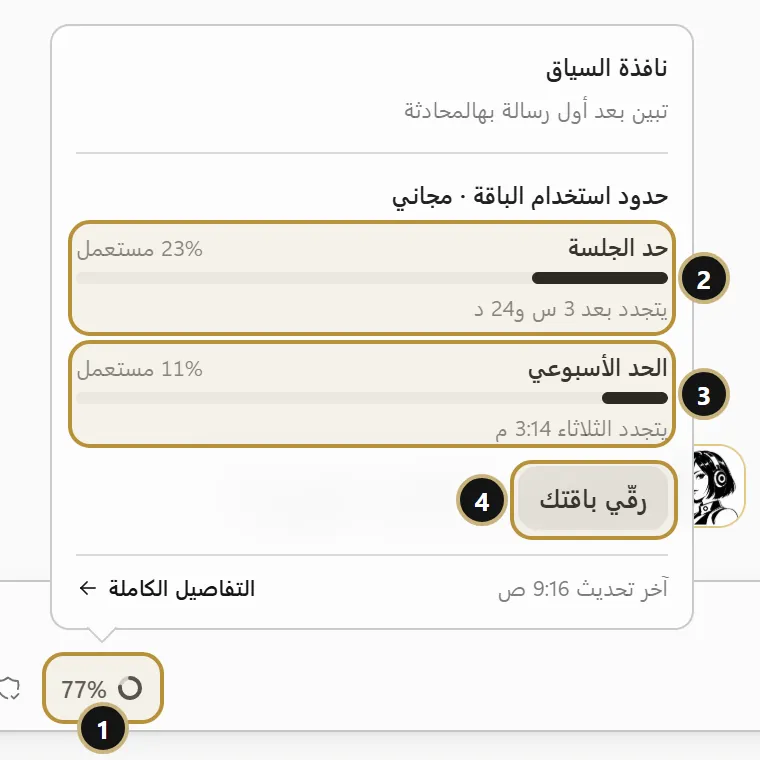 نافذة السياق
تبين بعد أول رسالة بهالمحادثة
حدود استخدام الباقة · مجاني
حد الجلسة
23% مستعمل
يتجدد بعد 3 س و24 د
2
الحد الأسبوعي
11% مستعمل
يتجدد الثلاثاء 3:14 م
3
رقّي باقتك
4
آخر تحديث 9:16 ص
التفاصيل الكاملة ←
77%
1